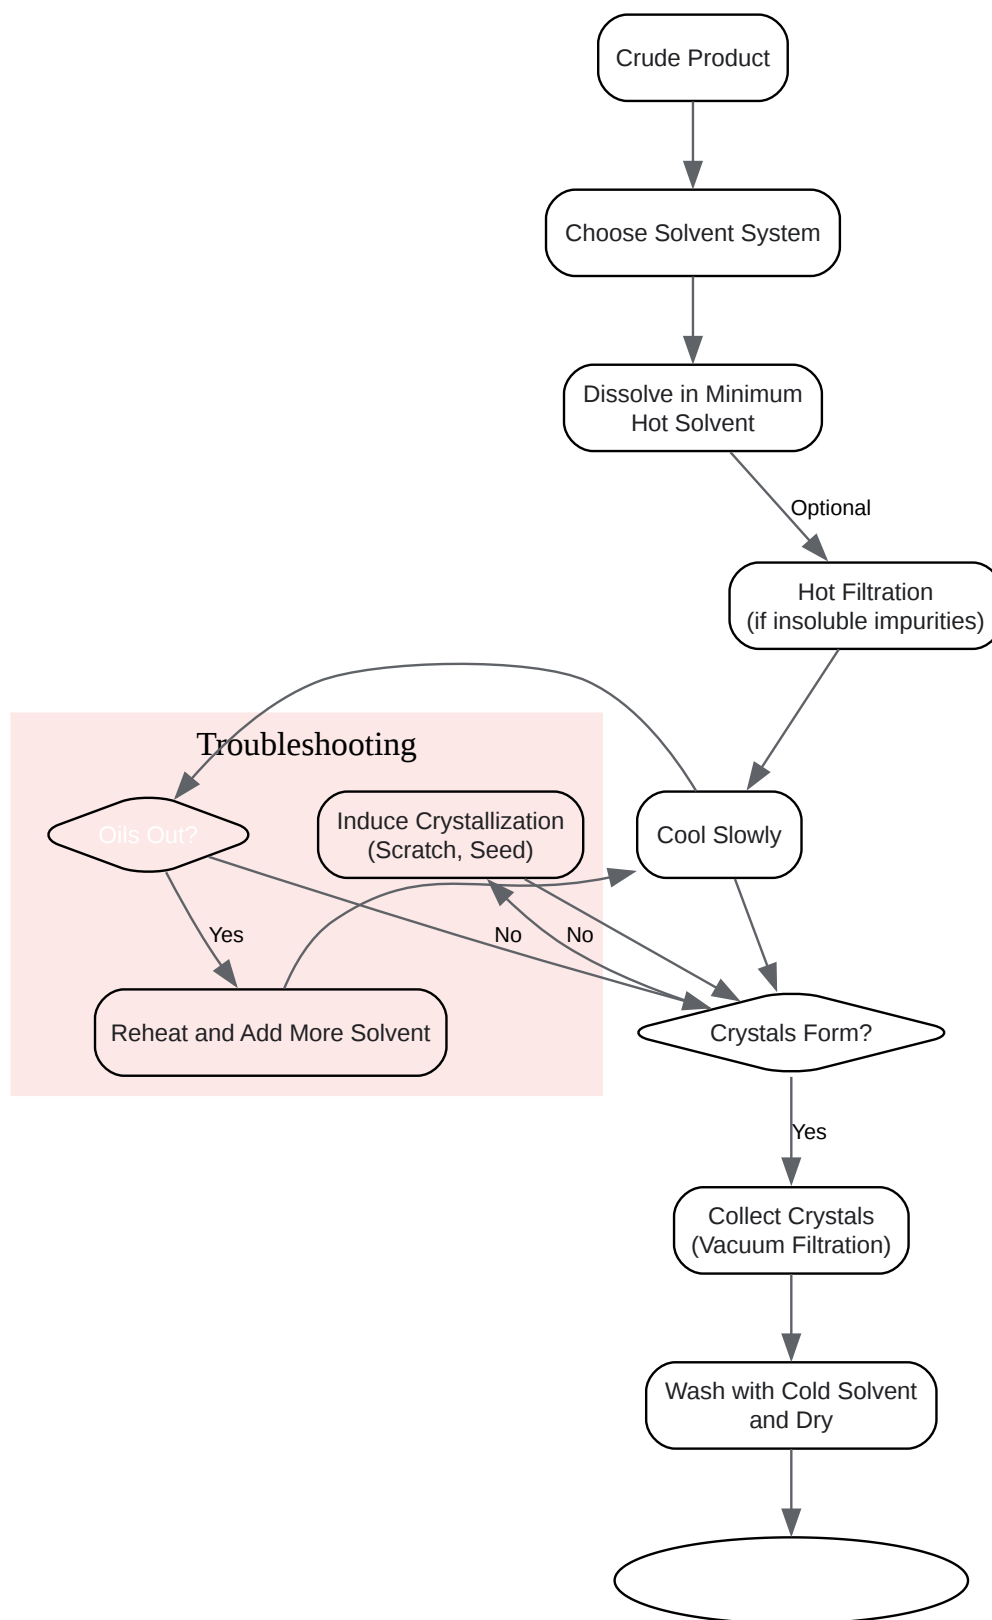 Crude Product
Choose Solvent System
Dissolve in Minimum
Hot Solvent
Optional
Hot Filtration
(if insoluble impurities)
Troubleshooting
Oils Out?
Induce Crystallization
(Scratch, Seed)
Cool Slowly
Yes
No
No
Reheat and Add More Solvent
Crystals Form?
Yes
Collect Crystals
(Vacuum Filtration)
Wash with Cold Solvent
and Dry